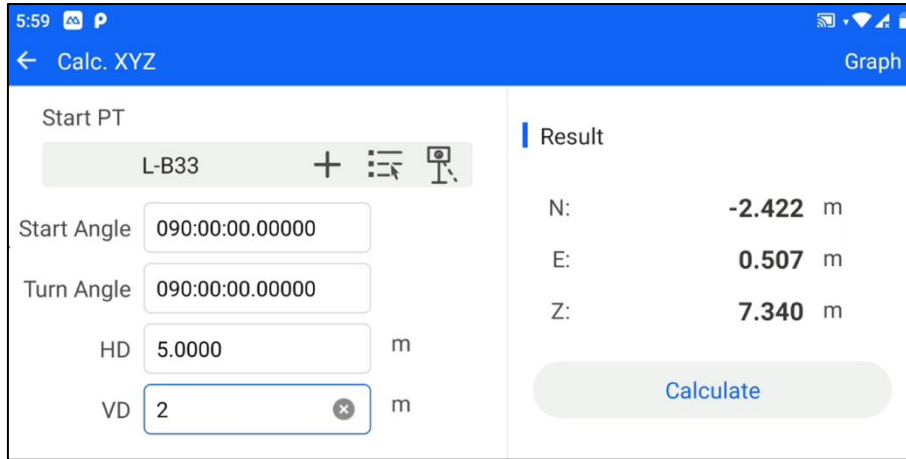 5:59
Calc. XYZ
Graph
Start PT
L-B33
Start Angle 090:00:00.00000
Turn Angle 090:00:00.00000
HD 5.0000 m
VD 2 m
Result
N: -2.422 m
E: 0.507 m
Z: 7.340 m
Calculate